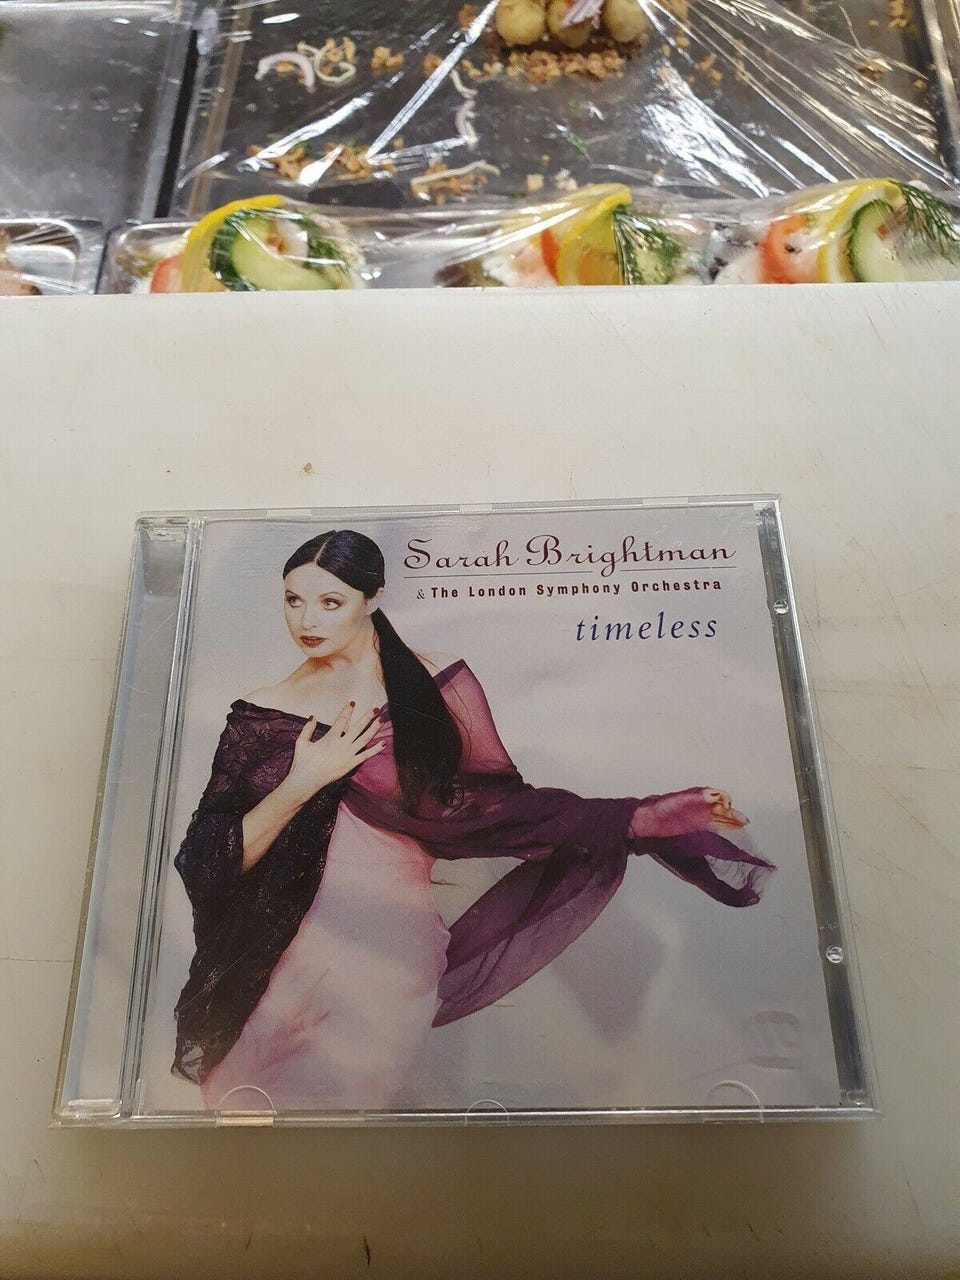 Sarah Brightman
& The London Symphony Orchestra
timeless